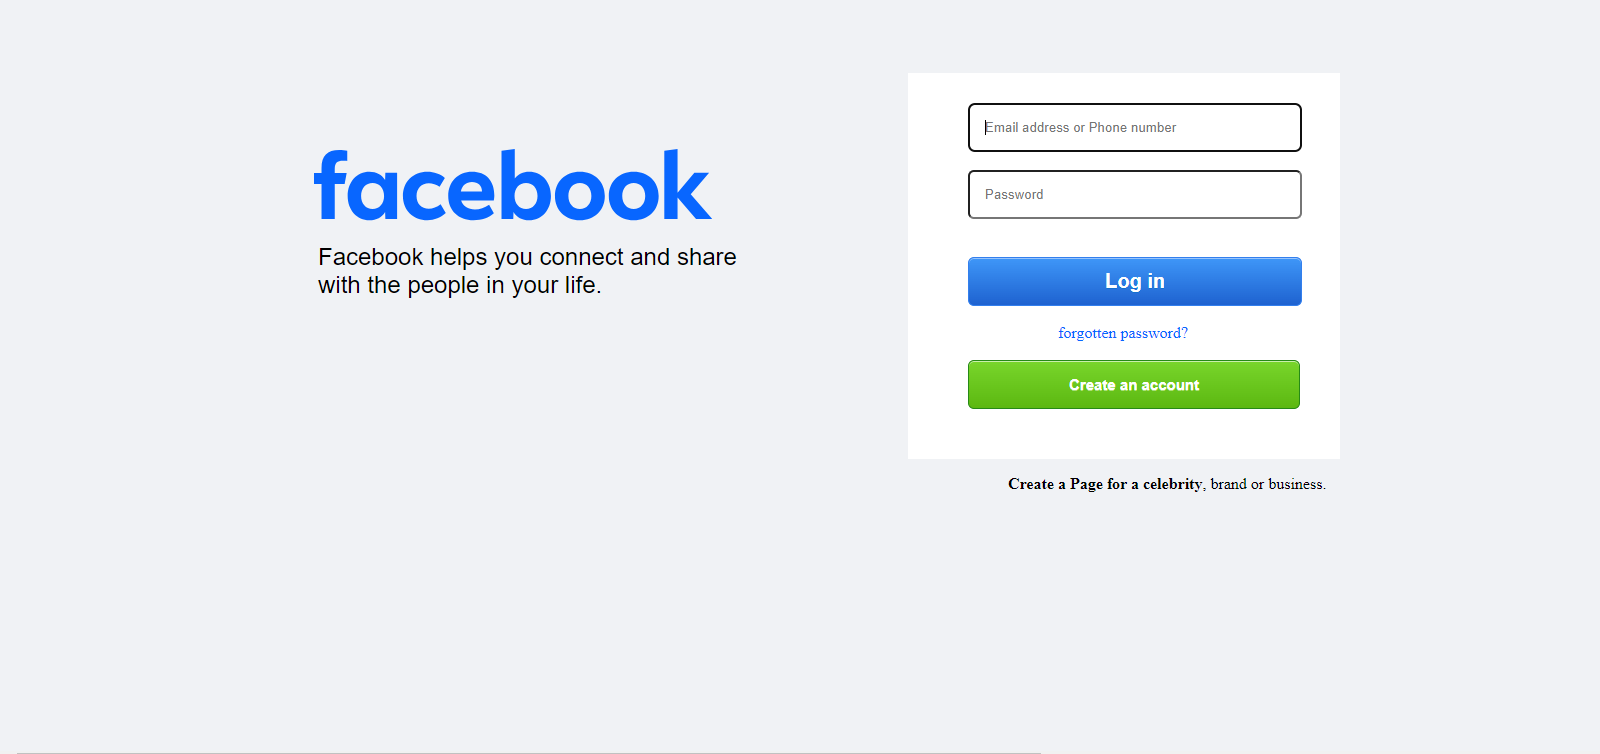 facebook
Facebook helps you connect and share
with the people in your life.
Email address or Phone number
Password
Log in
forgotten password?
Create an account
Create a Page for a celebrity, brand or business.